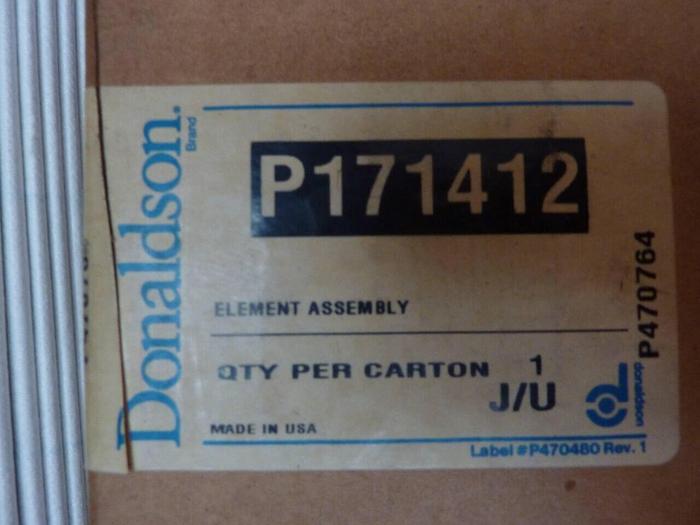 Donaldson.
Brand
P171412
ELEMENT ASSEMBLY
QTY PER CARTON 1
J/U
MADE IN USA
Label #P470480 Rev. 1
P470764
donaldson